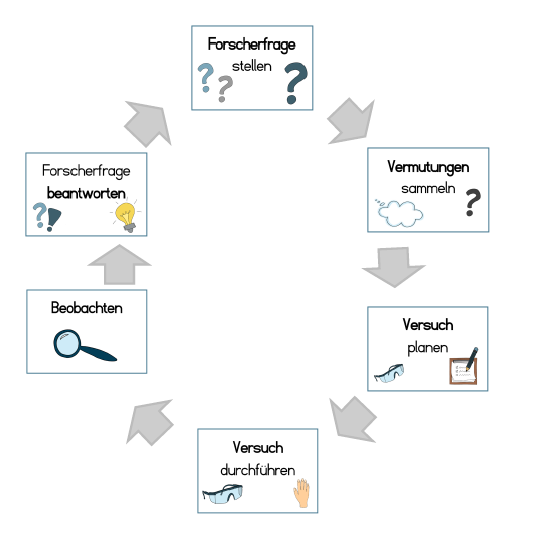 Forscherfrage
stellen
Vermutungen
sammeln
Versuch
planen
Versuch
durchführen
Beobachten
Forscherfrage
beantworten